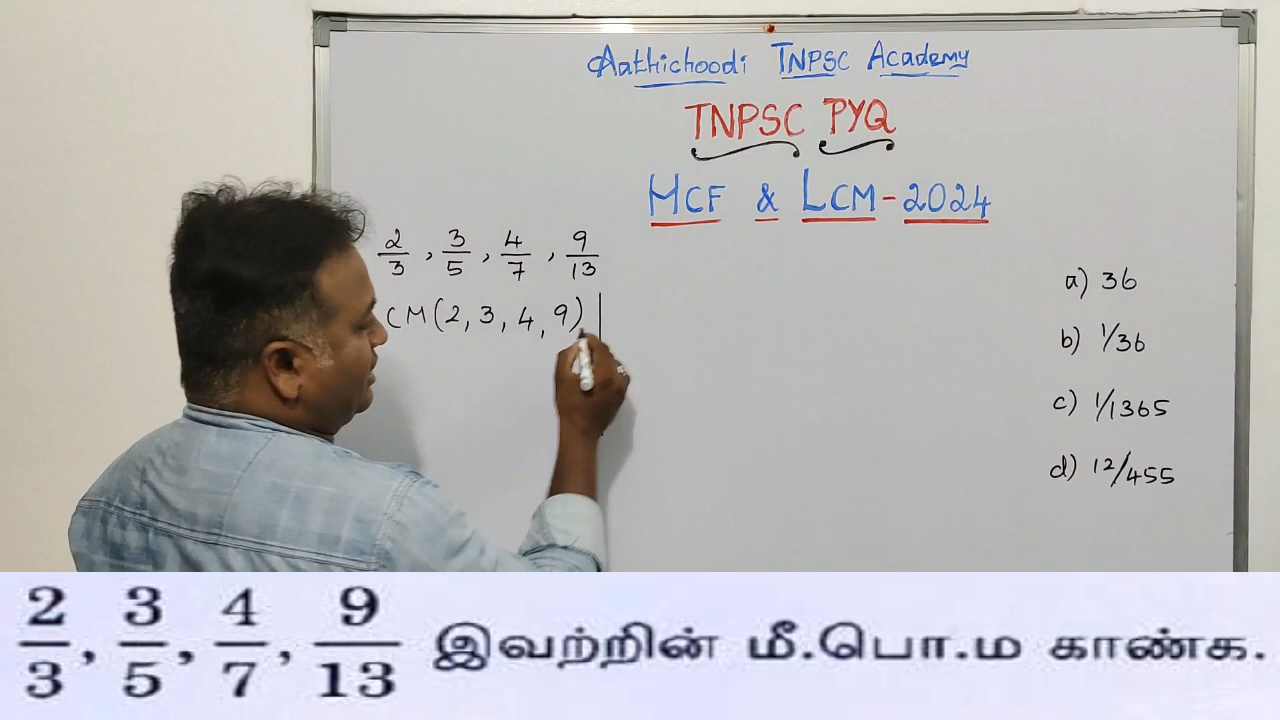 Aathichoodi TNPSC Academy
TNPSC PYQ
HCF & LCM-2024
2/3, 3/5, 4/7, 9/13
CM(2,3,4,9)
a) 36
b) 1/36
c) 1/1365
d) 12/455
2/3, 3/5, 4/7, 9/13 இவற்றின் மீ.பொ.ம காண்க.